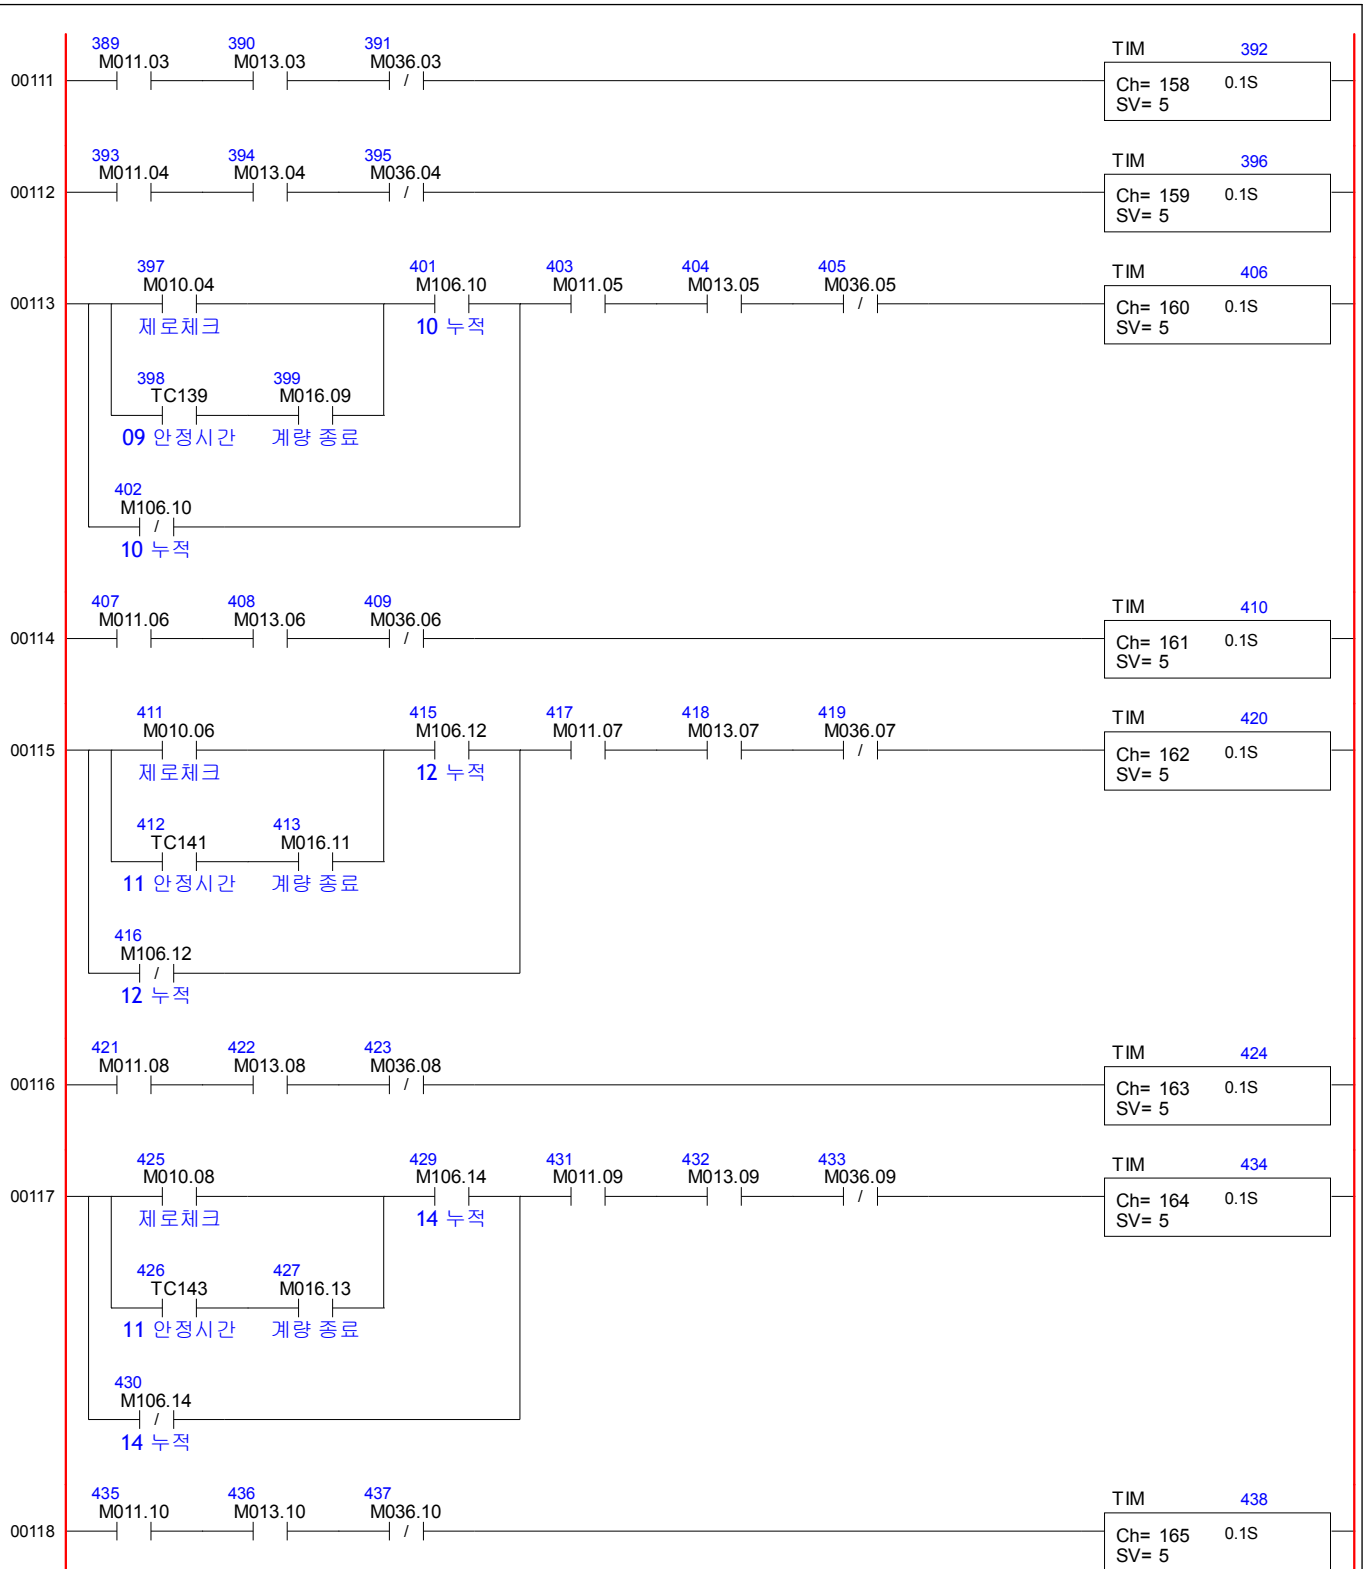 389 390 391 TIM 392
M011.03 M013.03 M036.03
00111 / Ch= 158 0.1S
SV= 5
393 394 395 TIM 396
M011.04 M013.04 M036.04
00112 / Ch= 159 0.1S
SV= 5
397 401 403 404 405 TIM 406
M010.04 M106.10 M011.05 M013.05 M036.05
00113 / Ch= 160 0.1S
제로체크 10 누적 SV= 5
398 399
TC139 M016.09
09 안정시간 계량 종료
402
M106.10
/
10 누적
407 408 409 TIM 410
M011.06 M013.06 M036.06
00114 / Ch= 161 0.1S
SV= 5
411 415 417 418 419 TIM 420
M010.06 M106.12 M011.07 M013.07 M036.07
00115 / Ch= 162 0.1S
제로체크 12 누적 SV= 5
412 413
TC141 M016.11
11 안정시간 계량 종료
416
M106.12
/
12 누적
421 422 423 TIM 424
M011.08 M013.08 M036.08
00116 / Ch= 163 0.1S
SV= 5
425 429 431 432 433 TIM 434
M010.08 M106.14 M011.09 M013.09 M036.09
00117 / Ch= 164 0.1S
제로체크 14 누적 SV= 5
426 427
TC143 M016.13
11 안정시간 계량 종료
430
M106.14
/
14 누적
435 436 437 TIM 438
M011.10 M013.10 M036.10
00118 / Ch= 165 0.1S
SV= 5